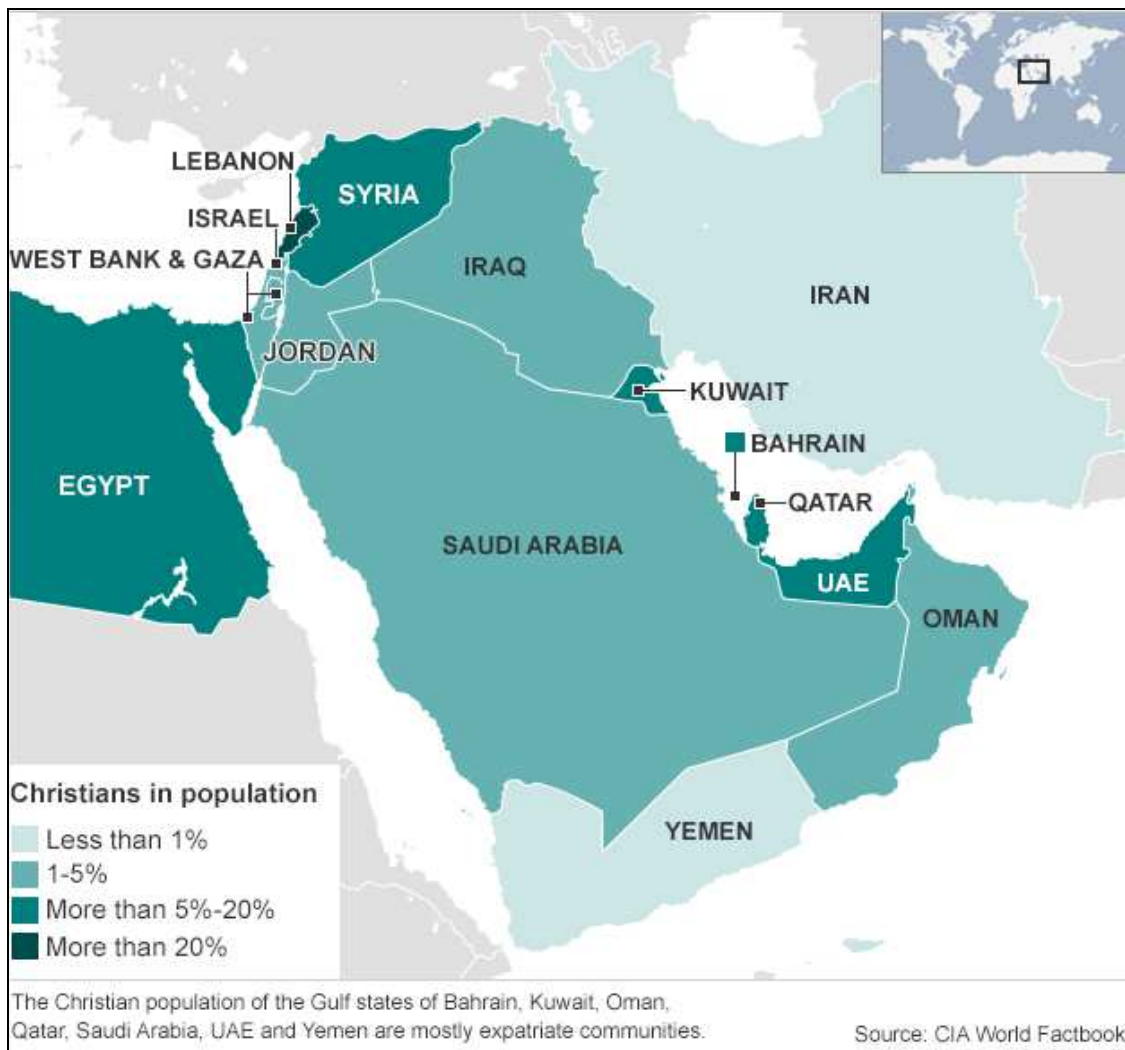 LEBANON
SYRIA
ISRAEL
WEST BANK & GAZA
IRAQ
IRAN
JORDAN
KUWAIT
BAHRAIN
EGYPT
QATAR
SAUDI ARABIA
UAE
OMAN
YEMEN
Christians in population
Less than 1%
1-5%
More than 5%-20%
More than 20%
The Christian population of the Gulf states of Bahrain, Kuwait, Oman,
Qatar, Saudi Arabia, UAE and Yemen are mostly expatriate communities.
Source: CIA World Factbook